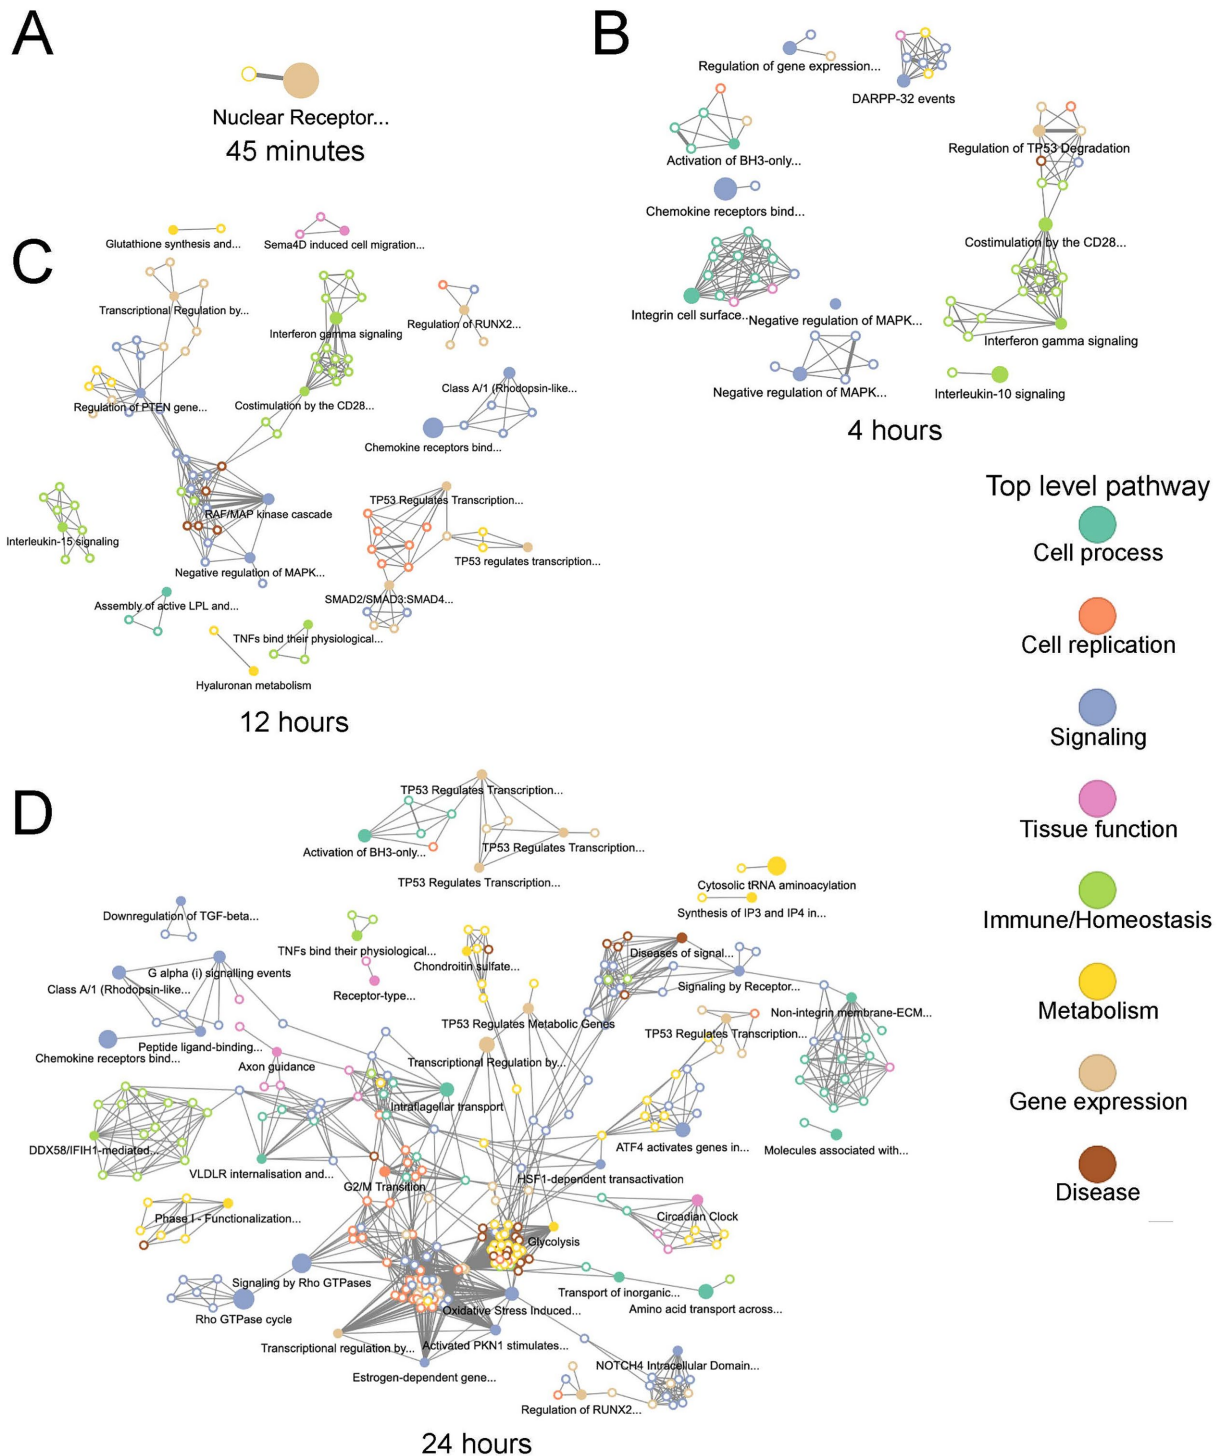 A
Nuclear Receptor...
45 minutes
B
Regulation of gene expression...
DARPP-32 events
Activation of BH3-only...
Regulation of TP53 Degradation
Chemokine receptors bind...
Costimulation by the CD28...
Integrin cell surface...
Negative regulation of MAPK...
Interferon gamma signaling
Negative regulation of MAPK...
Interleukin-10 signaling
4 hours
C
Glutathione synthesis and...
Sema4D induced cell migration...
Transcriptional Regulation by...
Interferon gamma signaling
Regulation of RUNX2...
Class A/1 (Rhodopsin-like...
Regulation of PTEN gene...
Costimulation by the CD28...
Chemokine receptors bind...
TP53 Regulates Transcription...
RAF/MAP kinase cascade
Interleukin-15 signaling
TP53 regulates transcription...
Negative regulation of MAPK...
SMAD2/SMAD3:SMAD4...
Assembly of active LPL and...
TNFs bind their physiological...
Hyaluronan metabolism
12 hours
Top level pathway
Cell process
Cell replication
Signaling
Tissue function
Immune/Homeostasis
Metabolism
Gene expression
Disease
D
TP53 Regulates Transcription...
Activation of BH3-only...
TP53 Regulates Transcription...
TP53 Regulates Transcription...
Cytosolic tRNA aminoacylation
Synthesis of IP3 and IP4 in...
Downregulation of TGF-beta...
TNFs bind their physiological...
Diseases of signal...
Chondroitin sulfate...
G alpha (i) signalling events
Class A/1 (Rhodopsin-like...
Receptor-type...
Signaling by Receptor...
Non-integrin membrane-ECM...
TP53 Regulates Metabolic Genes
TP53 Regulates Transcription...
Peptide ligand-binding...
Chemokine receptors bind...
Axon guidance
Transcriptional Regulation by...
Intraflagellar transport
DDX58/IFIH1-mediated...
ATF4 activates genes in...
Molecules associated with...
VLDLR internalisation and...
G2/M Transition
HSF1-dependent transactivation
Phase I - Functionalization...
Circadian Clock
Glycolysis
Signaling by Rho GTPases
Transport of inorganic...
Rho GTPase cycle
Oxidative Stress Induced...
Amino acid transport across...
Transcriptional regulation by...
Activated PKN1 stimulates...
NOTCH4 Intracellular Domain...
Estrogen-dependent gene...
Regulation of RUNX2...
24 hours